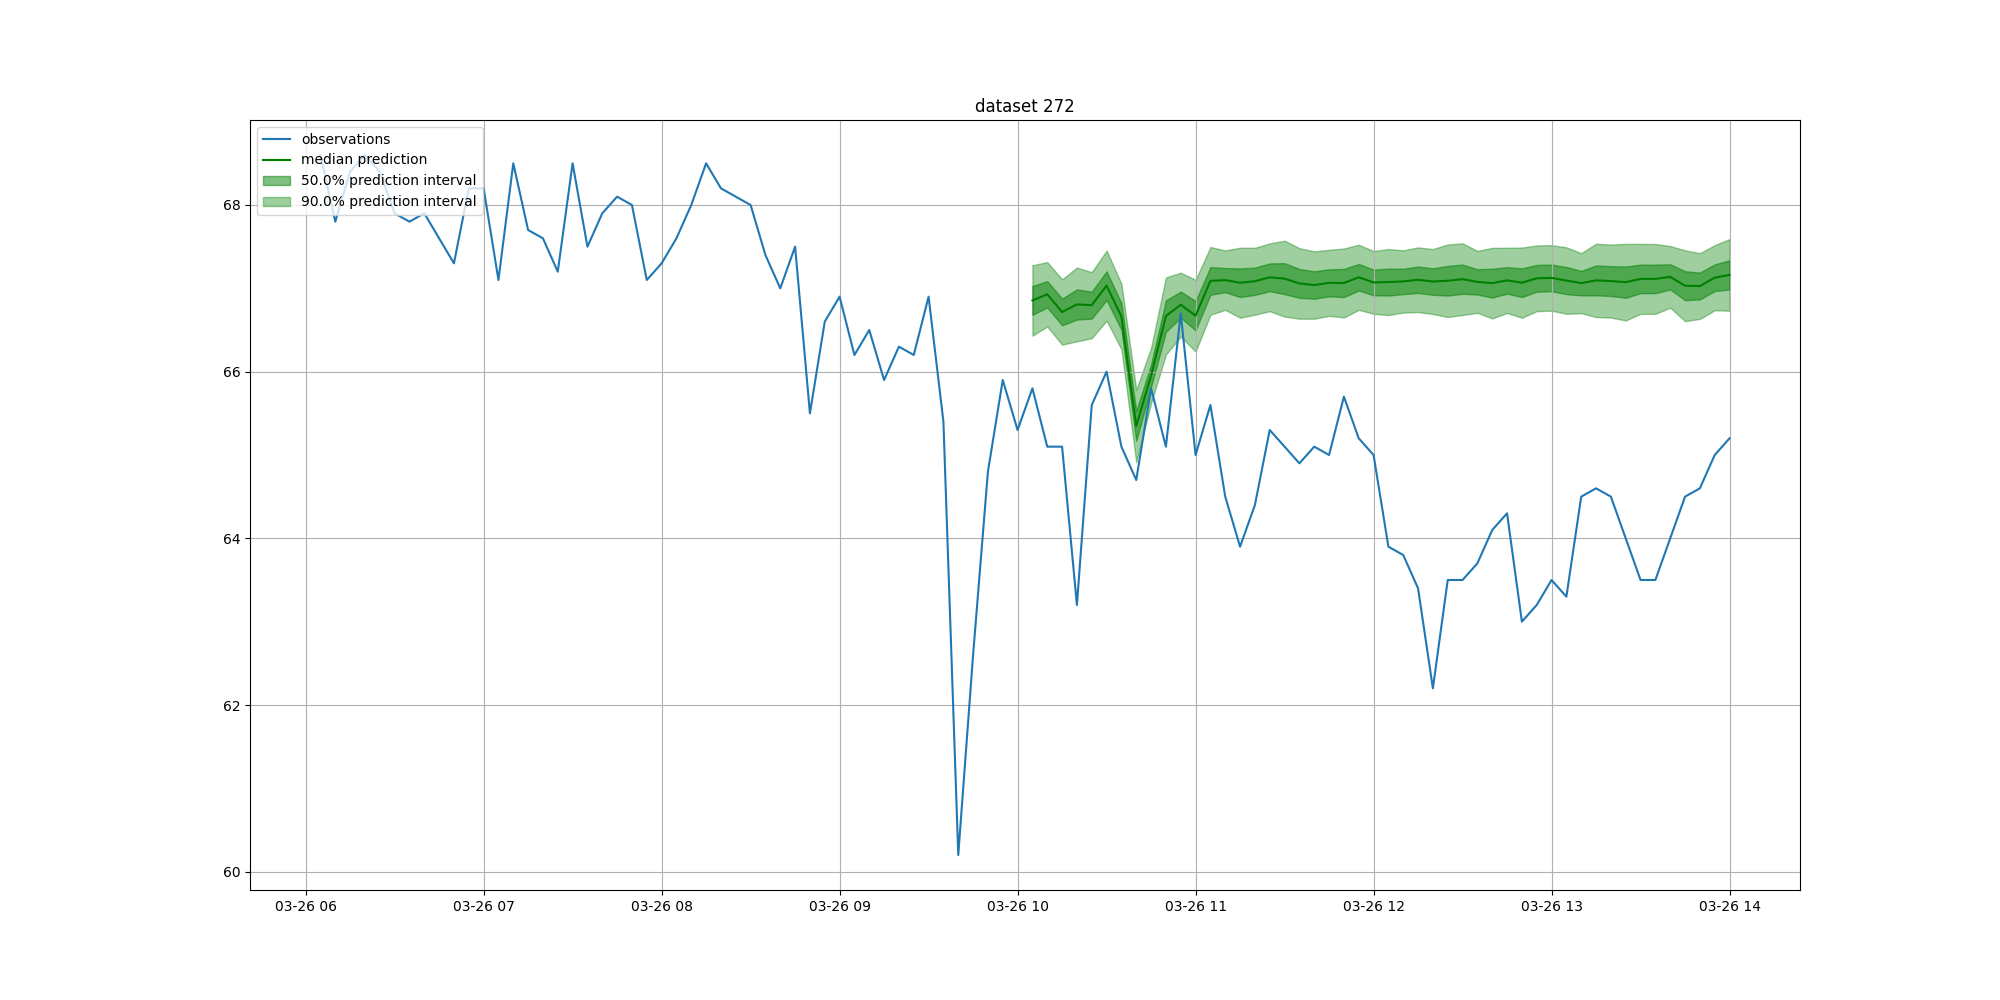 dataset 272
observations
median prediction
50.0% prediction interval
90.0% prediction interval
68
66
64
62
60
03-26 06
03-26 07
03-26 08
03-26 09
03-26 10
03-26 11
03-26 12
03-26 13
03-26 14